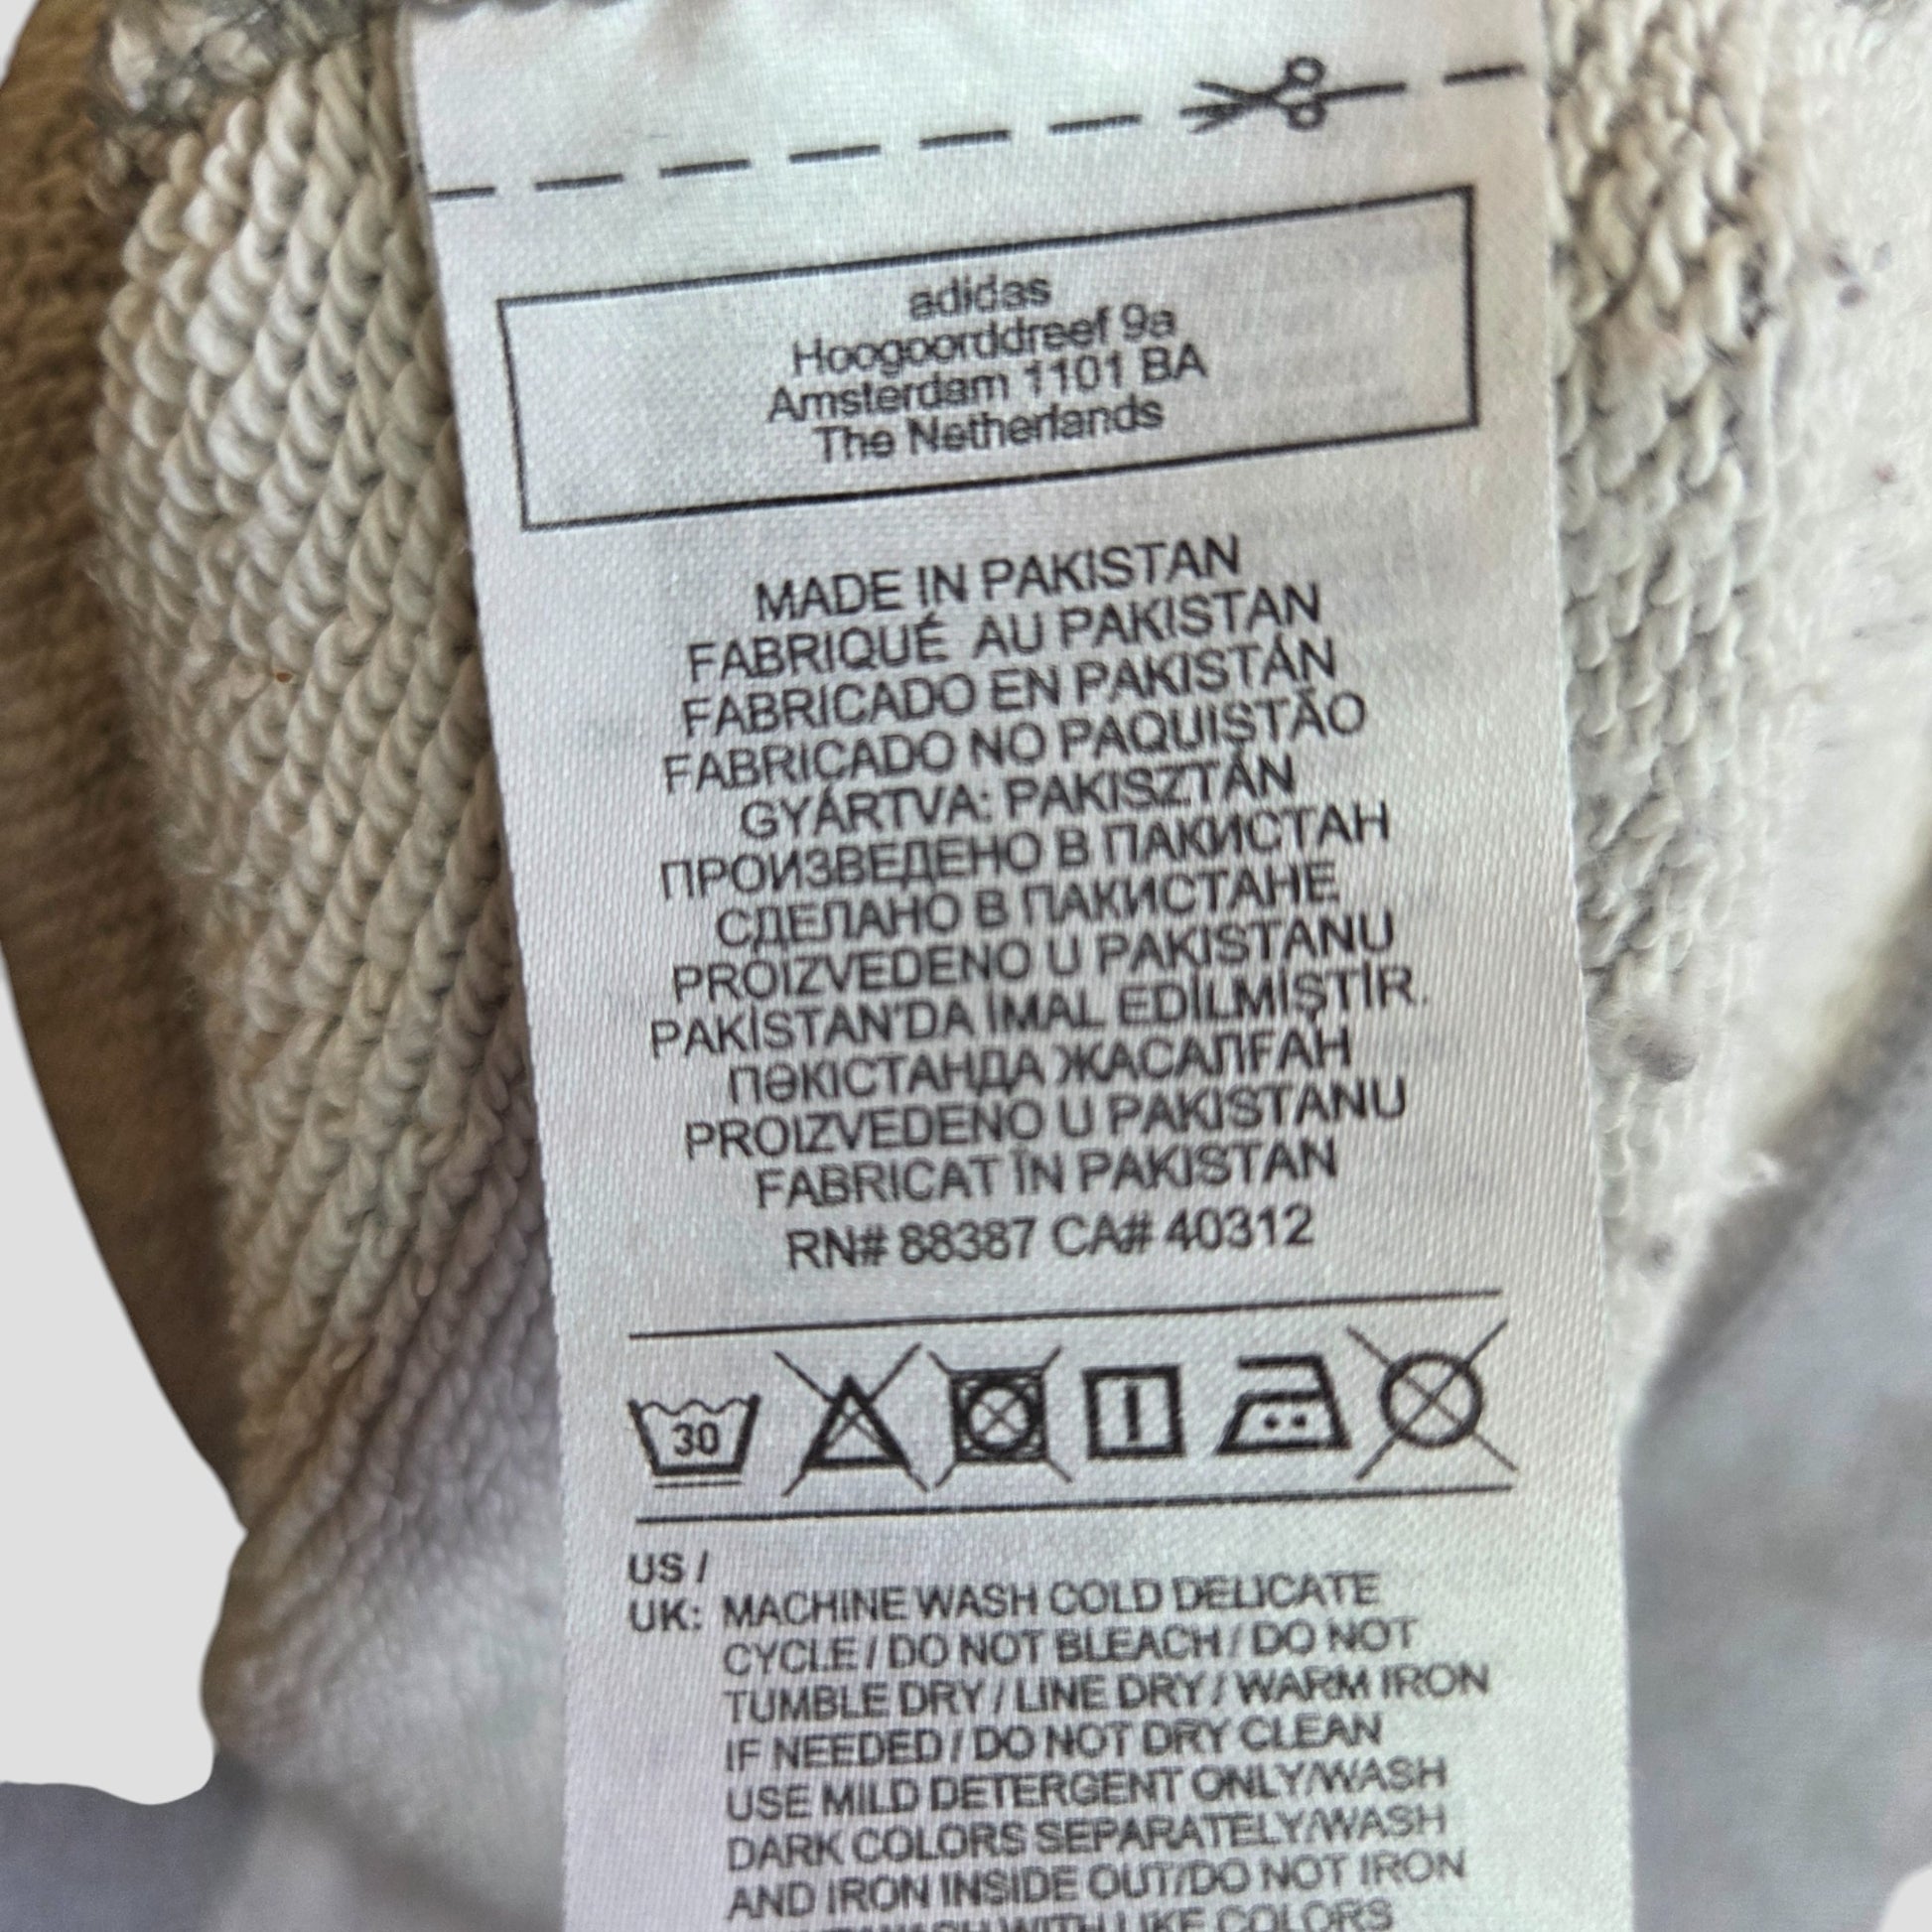 adidas
Hoogoorddreef 9a
Amsterdam 1101 BA
The Netherlands
MADE IN PAKISTAN
FABRIQUÉ AU PAKISTAN
FABRICADO EN PAKISTÁN
FABRICADO NO PAQUISTÃO
GYÁRTVA: PAKISZTÁN
ПРОИЗВЕДЕНО В ПАКИСТАН
СДЕЛАНО В ПАКИСТАНЕ
PROIZVEDENO U PAKISTANU
PAKİSTAN'DA İMAL EDİLMİŞTİR.
ПӘКІСТАНДА ЖАСАЛҒАН
PROIZVEDENO U PAKISTANU
FABRICAT ÎN PAKISTAN
RN# 88387 CA# 40312
30
US /
UK: MACHINE WASH COLD DELICATE
CYCLE / DO NOT BLEACH / DO NOT
TUMBLE DRY / LINE DRY / WARM IRON
IF NEEDED / DO NOT DRY CLEAN
USE MILD DETERGENT ONLY/WASH
DARK COLORS SEPARATELY/WASH
AND IRON INSIDE OUT/DO NOT IRON
WITH LIKE COLORS